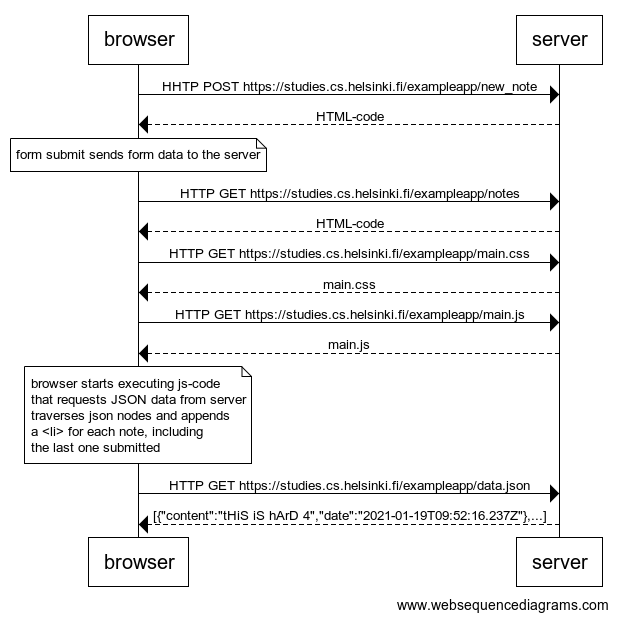 browser
server
HHTP POST https://studies.cs.helsinki.fi/exampleapp/new_note
HTML-code
form submit sends form data to the server
HTTP GET https://studies.cs.helsinki.fi/exampleapp/notes
HTML-code
HTTP GET https://studies.cs.helsinki.fi/exampleapp/main.css
main.css
HTTP GET https://studies.cs.helsinki.fi/exampleapp/main.js
main.js
browser starts executing js-code
that requests JSON data from server
traverses json nodes and appends
a <li> for each note, including
the last one submitted
HTTP GET https://studies.cs.helsinki.fi/exampleapp/data.json
[{"content":"tHiS iS hArD 4","date":"2021-01-19T09:52:16.237Z"},...]
browser
server
www.websequencediagrams.com